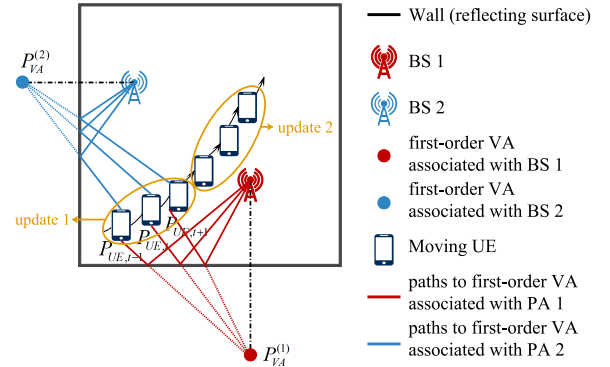 P_{VA}^{(2)}
update 2
update 1
P_{UE,t-1}
P_{UE,t}
P_{UE,t+1}
P_{VA}^{(1)}
Wall (reflecting surface)
BS 1
BS 2
first-order VA
associated with BS 1
first-order VA
associated with BS 2
Moving UE
paths to first-order VA
associated with PA 1
paths to first-order VA
associated with PA 2